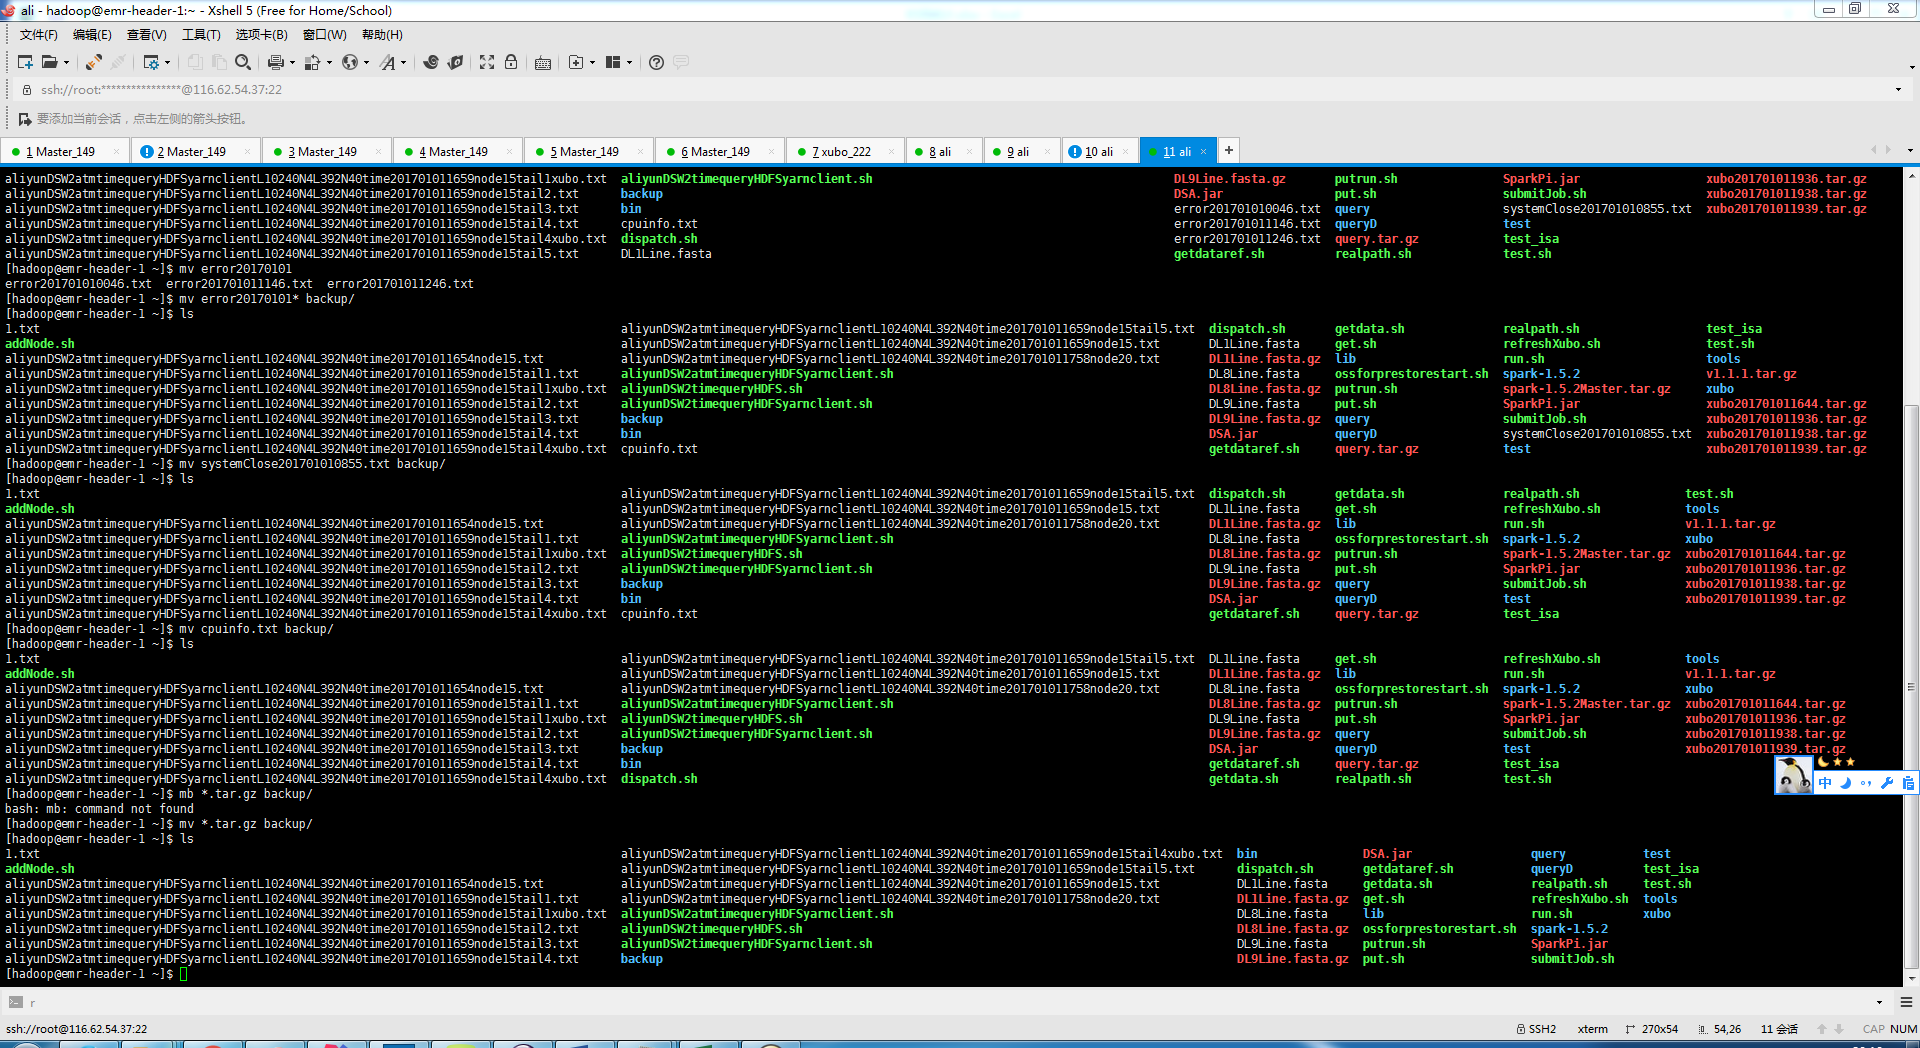 ali - hadoop@emr-header-1:~ - Xshell 5 (Free for Home/School)
文件(F) 编辑(E) 查看(V) 工具(T) 选项卡(B) 窗口(W) 帮助(H)
ssh://root:****************@116.62.54.37:22
要添加当前会话，点击左侧的箭头按钮。
1 Master_149 2 Master_149 3 Master_149 4 Master_149 5 Master_149 6 Master_149 7 xubo_222 8 ali 9 ali 10 ali 11 ali
aliyunDSW2atmtimequeryHDFSyarnclientL10240N4L392N40time201701011659node15tail1xubo.txt aliyunDSW2timequeryHDFSyarnclient.sh DL9Line.fasta.gz putrun.sh SparkPi.jar xubo201701011936.tar.gz
aliyunDSW2atmtimequeryHDFSyarnclientL10240N4L392N40time201701011659node15tail2.txt backup DSA.jar put.sh submitJob.sh xubo201701011938.tar.gz
aliyunDSW2atmtimequeryHDFSyarnclientL10240N4L392N40time201701011659node15tail3.txt bin error201701010046.txt query systemClose201701010855.txt xubo201701011939.tar.gz
aliyunDSW2atmtimequeryHDFSyarnclientL10240N4L392N40time201701011659node15tail4.txt cpuinfo.txt error201701011146.txt queryD test
aliyunDSW2atmtimequeryHDFSyarnclientL10240N4L392N40time201701011659node15tail4xubo.txt dispatch.sh error201701011246.txt query.tar.gz test_isa
aliyunDSW2atmtimequeryHDFSyarnclientL10240N4L392N40time201701011659node15tail5.txt DL1Line.fasta getdataref.sh realpath.sh test.sh
[hadoop@emr-header-1 ~]$ mv error20170101
error201701010046.txt error201701011146.txt error201701011246.txt
[hadoop@emr-header-1 ~]$ mv error20170101* backup/
[hadoop@emr-header-1 ~]$ ls
1.txt aliyunDSW2atmtimequeryHDFSyarnclientL10240N4L392N40time201701011659node15tail5.txt dispatch.sh getdata.sh realpath.sh test_isa
addNode.sh aliyunDSW2atmtimequeryHDFSyarnclientL10240N4L392N40time201701011659node15.txt DL1Line.fasta get.sh refreshXubo.sh test.sh
aliyunDSW2atmtimequeryHDFSyarnclientL10240N4L392N40time201701011654node15.txt aliyunDSW2atmtimequeryHDFSyarnclientL10240N4L392N40time201701011758node20.txt DL1Line.fasta.gz lib run.sh tools
aliyunDSW2atmtimequeryHDFSyarnclientL10240N4L392N40time201701011659node15tail1.txt aliyunDSW2atmtimequeryHDFSyarnclient.sh DL8Line.fasta ossforprestorestart.sh spark-1.5.2 v1.1.1.tar.gz
aliyunDSW2atmtimequeryHDFSyarnclientL10240N4L392N40time201701011659node15tail1xubo.txt aliyunDSW2timequeryHDFS.sh DL8Line.fasta.gz putrun.sh spark-1.5.2Master.tar.gz xubo
aliyunDSW2atmtimequeryHDFSyarnclientL10240N4L392N40time201701011659node15tail2.txt aliyunDSW2timequeryHDFSyarnclient.sh DL9Line.fasta put.sh SparkPi.jar xubo201701011644.tar.gz
aliyunDSW2atmtimequeryHDFSyarnclientL10240N4L392N40time201701011659node15tail3.txt backup DL9Line.fasta.gz query submitJob.sh xubo201701011936.tar.gz
aliyunDSW2atmtimequeryHDFSyarnclientL10240N4L392N40time201701011659node15tail4.txt bin DSA.jar queryD systemClose201701010855.txt xubo201701011938.tar.gz
aliyunDSW2atmtimequeryHDFSyarnclientL10240N4L392N40time201701011659node15tail4xubo.txt cpuinfo.txt getdataref.sh query.tar.gz test xubo201701011939.tar.gz
[hadoop@emr-header-1 ~]$ mv systemClose201701010855.txt backup/
[hadoop@emr-header-1 ~]$ ls
1.txt aliyunDSW2atmtimequeryHDFSyarnclientL10240N4L392N40time201701011659node15tail5.txt dispatch.sh getdata.sh realpath.sh test.sh
addNode.sh aliyunDSW2atmtimequeryHDFSyarnclientL10240N4L392N40time201701011659node15.txt DL1Line.fasta get.sh refreshXubo.sh tools
aliyunDSW2atmtimequeryHDFSyarnclientL10240N4L392N40time201701011654node15.txt aliyunDSW2atmtimequeryHDFSyarnclientL10240N4L392N40time201701011758node20.txt DL1Line.fasta.gz lib run.sh v1.1.1.tar.gz
aliyunDSW2atmtimequeryHDFSyarnclientL10240N4L392N40time201701011659node15tail1.txt aliyunDSW2atmtimequeryHDFSyarnclient.sh DL8Line.fasta ossforprestorestart.sh spark-1.5.2 xubo
aliyunDSW2atmtimequeryHDFSyarnclientL10240N4L392N40time201701011659node15tail1xubo.txt aliyunDSW2timequeryHDFS.sh DL8Line.fasta.gz putrun.sh spark-1.5.2Master.tar.gz xubo201701011644.tar.gz
aliyunDSW2atmtimequeryHDFSyarnclientL10240N4L392N40time201701011659node15tail2.txt aliyunDSW2timequeryHDFSyarnclient.sh DL9Line.fasta put.sh SparkPi.jar xubo201701011936.tar.gz
aliyunDSW2atmtimequeryHDFSyarnclientL10240N4L392N40time201701011659node15tail3.txt backup DL9Line.fasta.gz query submitJob.sh xubo201701011938.tar.gz
aliyunDSW2atmtimequeryHDFSyarnclientL10240N4L392N40time201701011659node15tail4.txt bin DSA.jar queryD test xubo201701011939.tar.gz
aliyunDSW2atmtimequeryHDFSyarnclientL10240N4L392N40time201701011659node15tail4xubo.txt cpuinfo.txt getdataref.sh query.tar.gz test_isa
[hadoop@emr-header-1 ~]$ mv cpuinfo.txt backup/
[hadoop@emr-header-1 ~]$ ls
1.txt aliyunDSW2atmtimequeryHDFSyarnclientL10240N4L392N40time201701011659node15tail5.txt DL1Line.fasta get.sh refreshXubo.sh tools
addNode.sh aliyunDSW2atmtimequeryHDFSyarnclientL10240N4L392N40time201701011659node15.txt DL1Line.fasta.gz lib run.sh v1.1.1.tar.gz
aliyunDSW2atmtimequeryHDFSyarnclientL10240N4L392N40time201701011654node15.txt aliyunDSW2atmtimequeryHDFSyarnclientL10240N4L392N40time201701011758node20.txt DL8Line.fasta ossforprestorestart.sh spark-1.5.2 xubo
aliyunDSW2atmtimequeryHDFSyarnclientL10240N4L392N40time201701011659node15tail1.txt aliyunDSW2atmtimequeryHDFSyarnclient.sh DL8Line.fasta.gz putrun.sh spark-1.5.2Master.tar.gz xubo201701011644.tar.gz
aliyunDSW2atmtimequeryHDFSyarnclientL10240N4L392N40time201701011659node15tail1xubo.txt aliyunDSW2timequeryHDFS.sh DL9Line.fasta put.sh SparkPi.jar xubo201701011936.tar.gz
aliyunDSW2atmtimequeryHDFSyarnclientL10240N4L392N40time201701011659node15tail2.txt aliyunDSW2timequeryHDFSyarnclient.sh DL9Line.fasta.gz query submitJob.sh xubo201701011938.tar.gz
aliyunDSW2atmtimequeryHDFSyarnclientL10240N4L392N40time201701011659node15tail3.txt backup DSA.jar queryD test xubo201701011939.tar.gz
aliyunDSW2atmtimequeryHDFSyarnclientL10240N4L392N40time201701011659node15tail4.txt bin getdataref.sh query.tar.gz test_isa
aliyunDSW2atmtimequeryHDFSyarnclientL10240N4L392N40time201701011659node15tail4xubo.txt dispatch.sh getdata.sh realpath.sh test.sh
[hadoop@emr-header-1 ~]$ mb *.tar.gz backup/
中
bash: mb: command not found
[hadoop@emr-header-1 ~]$ mv *.tar.gz backup/
[hadoop@emr-header-1 ~]$ ls
1.txt aliyunDSW2atmtimequeryHDFSyarnclientL10240N4L392N40time201701011659node15tail4xubo.txt bin DSA.jar query test
addNode.sh aliyunDSW2atmtimequeryHDFSyarnclientL10240N4L392N40time201701011659node15tail5.txt dispatch.sh getdataref.sh queryD test_isa
aliyunDSW2atmtimequeryHDFSyarnclientL10240N4L392N40time201701011654node15.txt aliyunDSW2atmtimequeryHDFSyarnclientL10240N4L392N40time201701011659node15.txt DL1Line.fasta getdata.sh realpath.sh test.sh
aliyunDSW2atmtimequeryHDFSyarnclientL10240N4L392N40time201701011659node15tail1.txt aliyunDSW2atmtimequeryHDFSyarnclientL10240N4L392N40time201701011758node20.txt DL1Line.fasta.gz get.sh refreshXubo.sh tools
aliyunDSW2atmtimequeryHDFSyarnclientL10240N4L392N40time201701011659node15tail1xubo.txt aliyunDSW2atmtimequeryHDFSyarnclient.sh DL8Line.fasta lib run.sh xubo
aliyunDSW2atmtimequeryHDFSyarnclientL10240N4L392N40time201701011659node15tail2.txt aliyunDSW2timequeryHDFS.sh DL8Line.fasta.gz ossforprestorestart.sh spark-1.5.2
aliyunDSW2atmtimequeryHDFSyarnclientL10240N4L392N40time201701011659node15tail3.txt aliyunDSW2timequeryHDFSyarnclient.sh DL9Line.fasta putrun.sh SparkPi.jar
aliyunDSW2atmtimequeryHDFSyarnclientL10240N4L392N40time201701011659node15tail4.txt backup DL9Line.fasta.gz put.sh submitJob.sh
[hadoop@emr-header-1 ~]$
r
ssh://root@116.62.54.37:22 SSH2 xterm 270x54 54,26 11 会话 CAP NUM